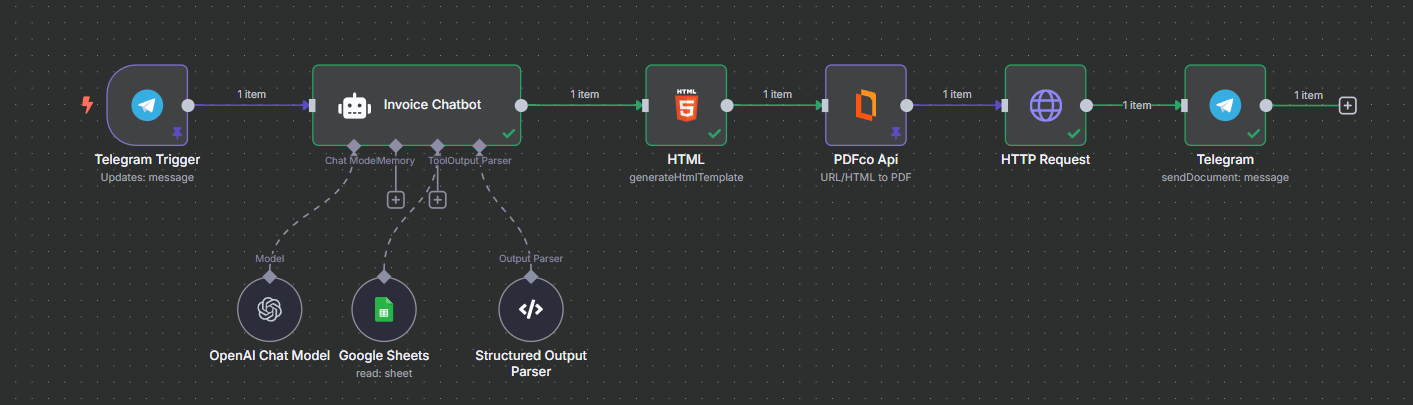 1 item
1 item
1 item
1 item
1 item
1 item
HTML
5
Invoice Chatbot
Telegram Trigger
Updates: message
Chat Model
Memory
Tool
Output Parser
HTML
generateHtmlTemplate
PDFco Api
URL/HTML to PDF
HTTP Request
Telegram
sendDocument: message
Model
Output Parser
OpenAI Chat Model
Google Sheets
read: sheet
Structured Output
Parser